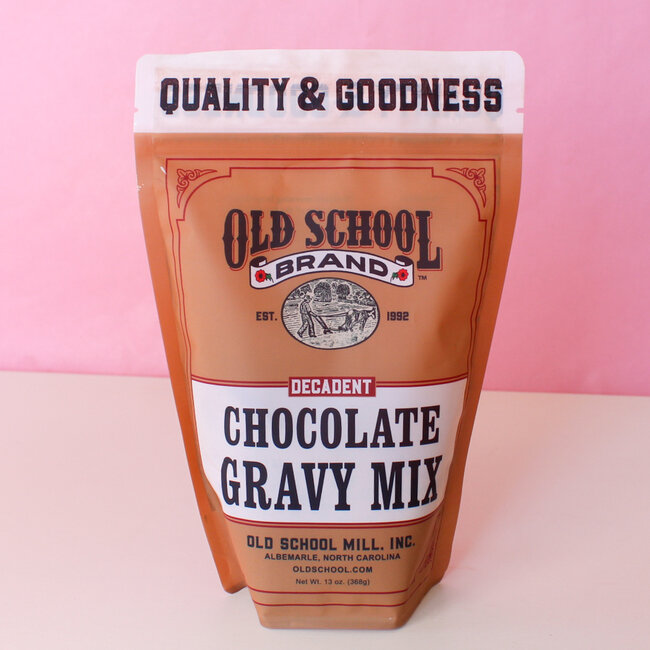 QUALITY & GOODNESS
OLD SCHOOL
BRAND™
EST. 1992
DECADENT
CHOCOLATE
GRAVY MIX
OLD SCHOOL MILL, INC.
ALBEMARLE, NORTH CAROLINA
OLDSCHOOL.COM
Net Wt. 13 oz. (368g)